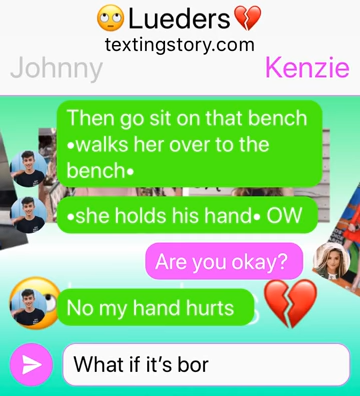 🙄Lueders💔
textingstory.com
Johnny Kenzie
Then go sit on that bench
•walks her over to the
bench•
•she holds his hand• OW
Are you okay?
No my hand hurts
What if it’s bor